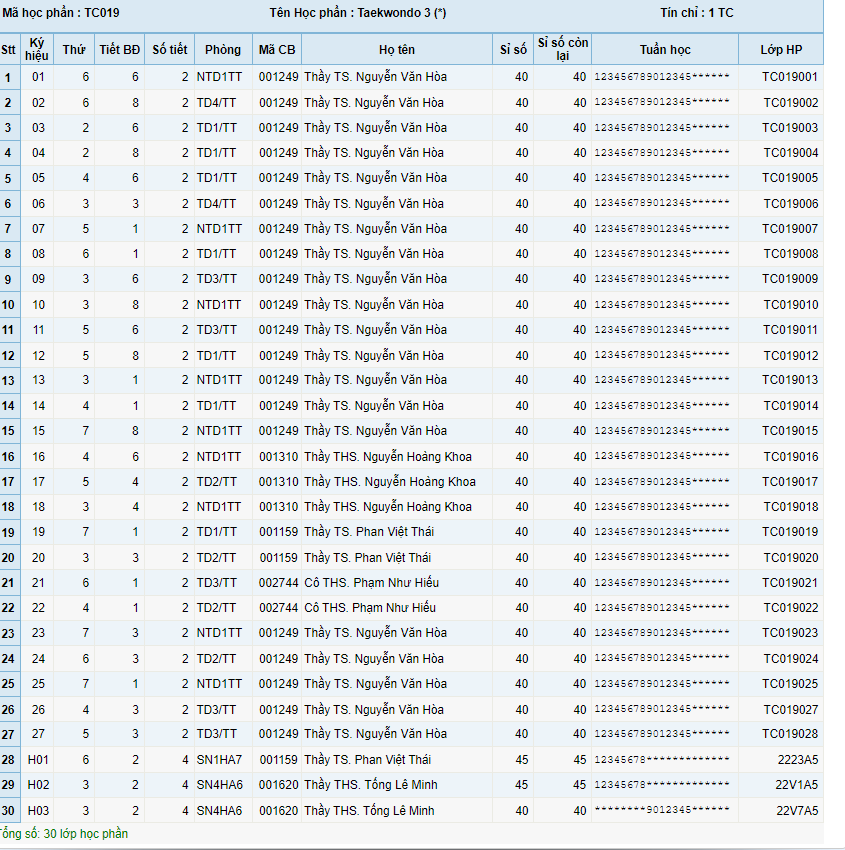 Mã học phần : TC019 Tên Học phần : Taekwondo 3 (*) Tín chỉ : 1 TC
Stt Ký hiệu Thứ Tiết BĐ Số tiết Phòng Mã CB Họ tên Sỉ số Sỉ số còn lại Tuần học Lớp HP
1 01 6 6 2 NTD1TT 001249 Thầy TS. Nguyễn Văn Hòa 40 40 123456789012345****** TC019001
2 02 6 8 2 TD4/TT 001249 Thầy TS. Nguyễn Văn Hòa 40 40 123456789012345****** TC019002
3 03 2 6 2 TD1/TT 001249 Thầy TS. Nguyễn Văn Hòa 40 40 123456789012345****** TC019003
4 04 2 8 2 TD1/TT 001249 Thầy TS. Nguyễn Văn Hòa 40 40 123456789012345****** TC019004
5 05 4 6 2 TD1/TT 001249 Thầy TS. Nguyễn Văn Hòa 40 40 123456789012345****** TC019005
6 06 3 3 2 TD4/TT 001249 Thầy TS. Nguyễn Văn Hòa 40 40 123456789012345****** TC019006
7 07 5 1 2 NTD1TT 001249 Thầy TS. Nguyễn Văn Hòa 40 40 123456789012345****** TC019007
8 08 6 1 2 TD1/TT 001249 Thầy TS. Nguyễn Văn Hòa 40 40 123456789012345****** TC019008
9 09 3 6 2 TD3/TT 001249 Thầy TS. Nguyễn Văn Hòa 40 40 123456789012345****** TC019009
10 10 3 8 2 NTD1TT 001249 Thầy TS. Nguyễn Văn Hòa 40 40 123456789012345****** TC019010
11 11 5 6 2 TD3/TT 001249 Thầy TS. Nguyễn Văn Hòa 40 40 123456789012345****** TC019011
12 12 5 8 2 TD1/TT 001249 Thầy TS. Nguyễn Văn Hòa 40 40 123456789012345****** TC019012
13 13 3 1 2 NTD1TT 001249 Thầy TS. Nguyễn Văn Hòa 40 40 123456789012345****** TC019013
14 14 4 1 2 TD1/TT 001249 Thầy TS. Nguyễn Văn Hòa 40 40 123456789012345****** TC019014
15 15 7 8 2 NTD1TT 001249 Thầy TS. Nguyễn Văn Hòa 40 40 123456789012345****** TC019015
16 16 4 6 2 NTD1TT 001310 Thầy THS. Nguyễn Hoàng Khoa 40 40 123456789012345****** TC019016
17 17 5 4 2 TD2/TT 001310 Thầy THS. Nguyễn Hoàng Khoa 40 40 123456789012345****** TC019017
18 18 3 4 2 NTD1TT 001310 Thầy THS. Nguyễn Hoàng Khoa 40 40 123456789012345****** TC019018
19 19 7 1 2 TD1/TT 001159 Thầy TS. Phan Việt Thái 40 40 123456789012345****** TC019019
20 20 3 3 2 TD2/TT 001159 Thầy TS. Phan Việt Thái 40 40 123456789012345****** TC019020
21 21 6 1 2 TD3/TT 002744 Cô THS. Phạm Như Hiếu 40 40 123456789012345****** TC019021
22 22 4 1 2 TD2/TT 002744 Cô THS. Phạm Như Hiếu 40 40 123456789012345****** TC019022
23 23 7 3 2 NTD1TT 001249 Thầy TS. Nguyễn Văn Hòa 40 40 123456789012345****** TC019023
24 24 6 3 2 TD2/TT 001249 Thầy TS. Nguyễn Văn Hòa 40 40 123456789012345****** TC019024
25 25 7 1 2 NTD1TT 001249 Thầy TS. Nguyễn Văn Hòa 40 40 123456789012345****** TC019025
26 26 4 3 2 TD3/TT 001249 Thầy TS. Nguyễn Văn Hòa 40 40 123456789012345****** TC019027
27 27 5 3 2 TD3/TT 001249 Thầy TS. Nguyễn Văn Hòa 40 40 123456789012345****** TC019028
28 H01 6 2 4 SN1HA7 001159 Thầy TS. Phan Việt Thái 45 45 12345678************* 2223A5
29 H02 3 2 4 SN4HA6 001620 Thầy THS. Tống Lê Minh 45 45 12345678************* 22V1A5
30 H03 3 2 4 SN4HA6 001620 Thầy THS. Tống Lê Minh 40 40 ********9012345****** 22V7A5
Tổng số: 30 lớp học phần